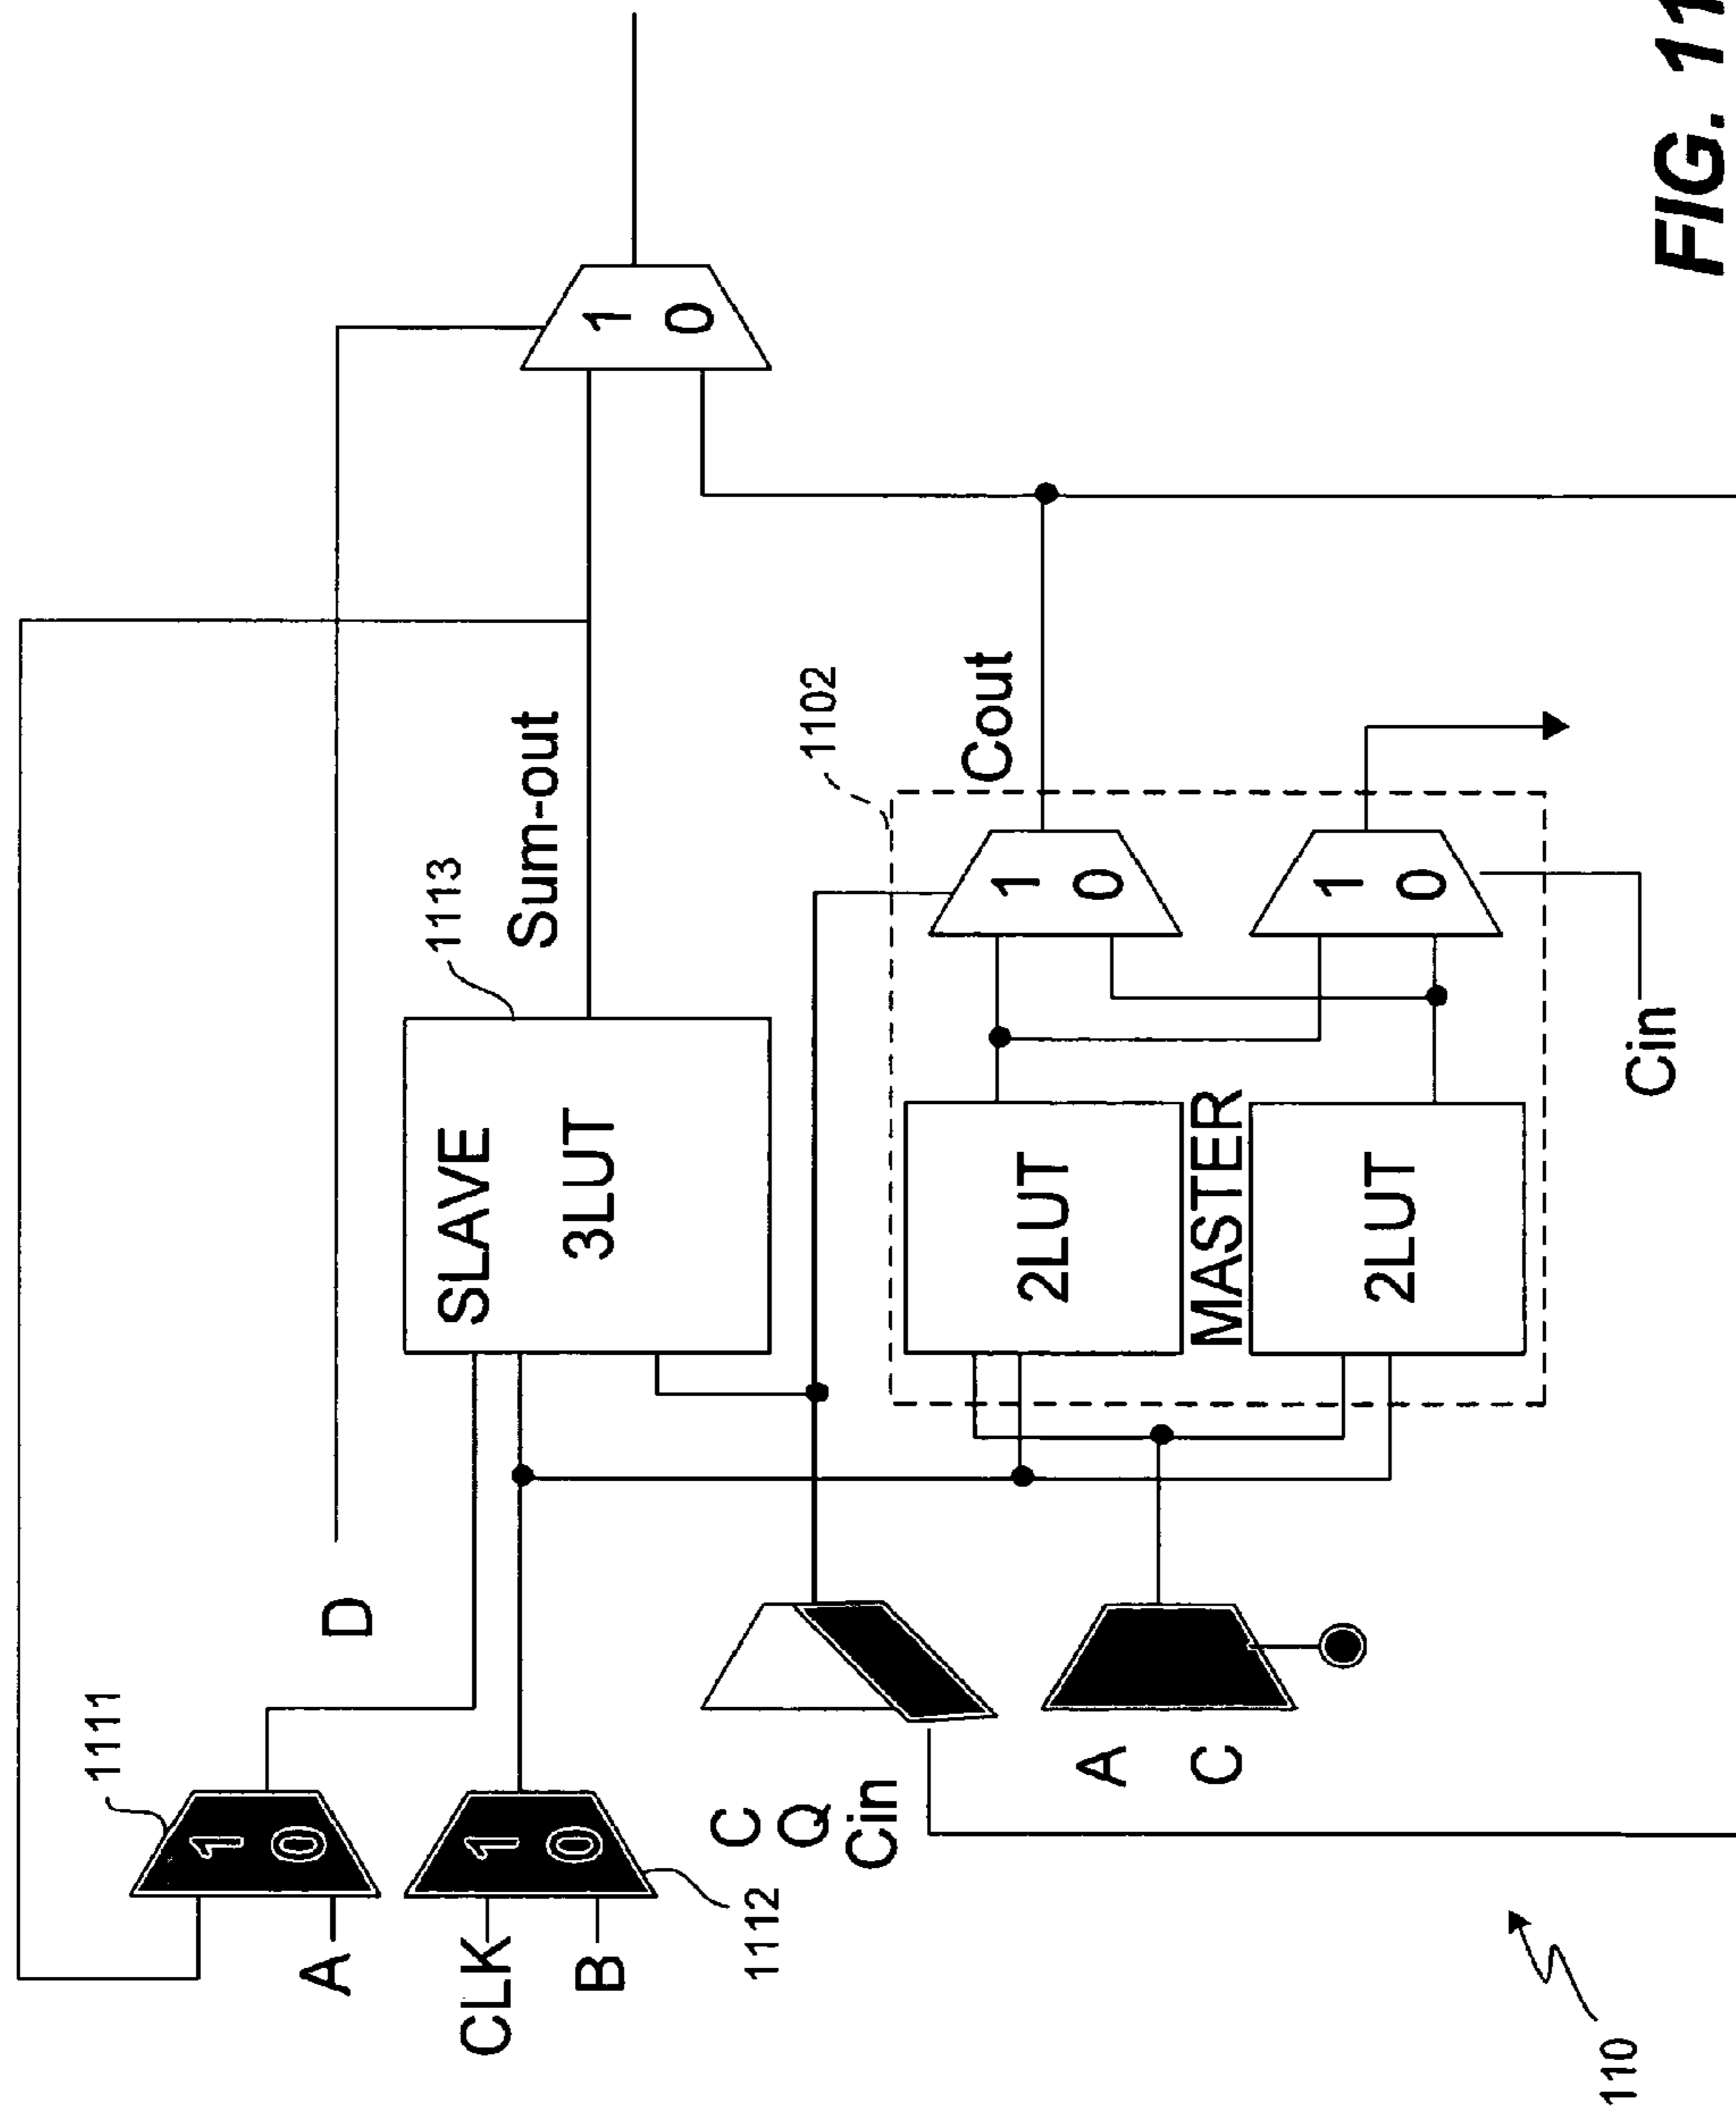 1111
1
0
A
CLK
1
0
B
1112
D
SLAVE
3LUT
1113
Sum-out
1
0
C
Q
Cin
A
C
1102
2LUT
MASTER
2LUT
1
0
1
0
Cout
Cin
110
FIG. 11